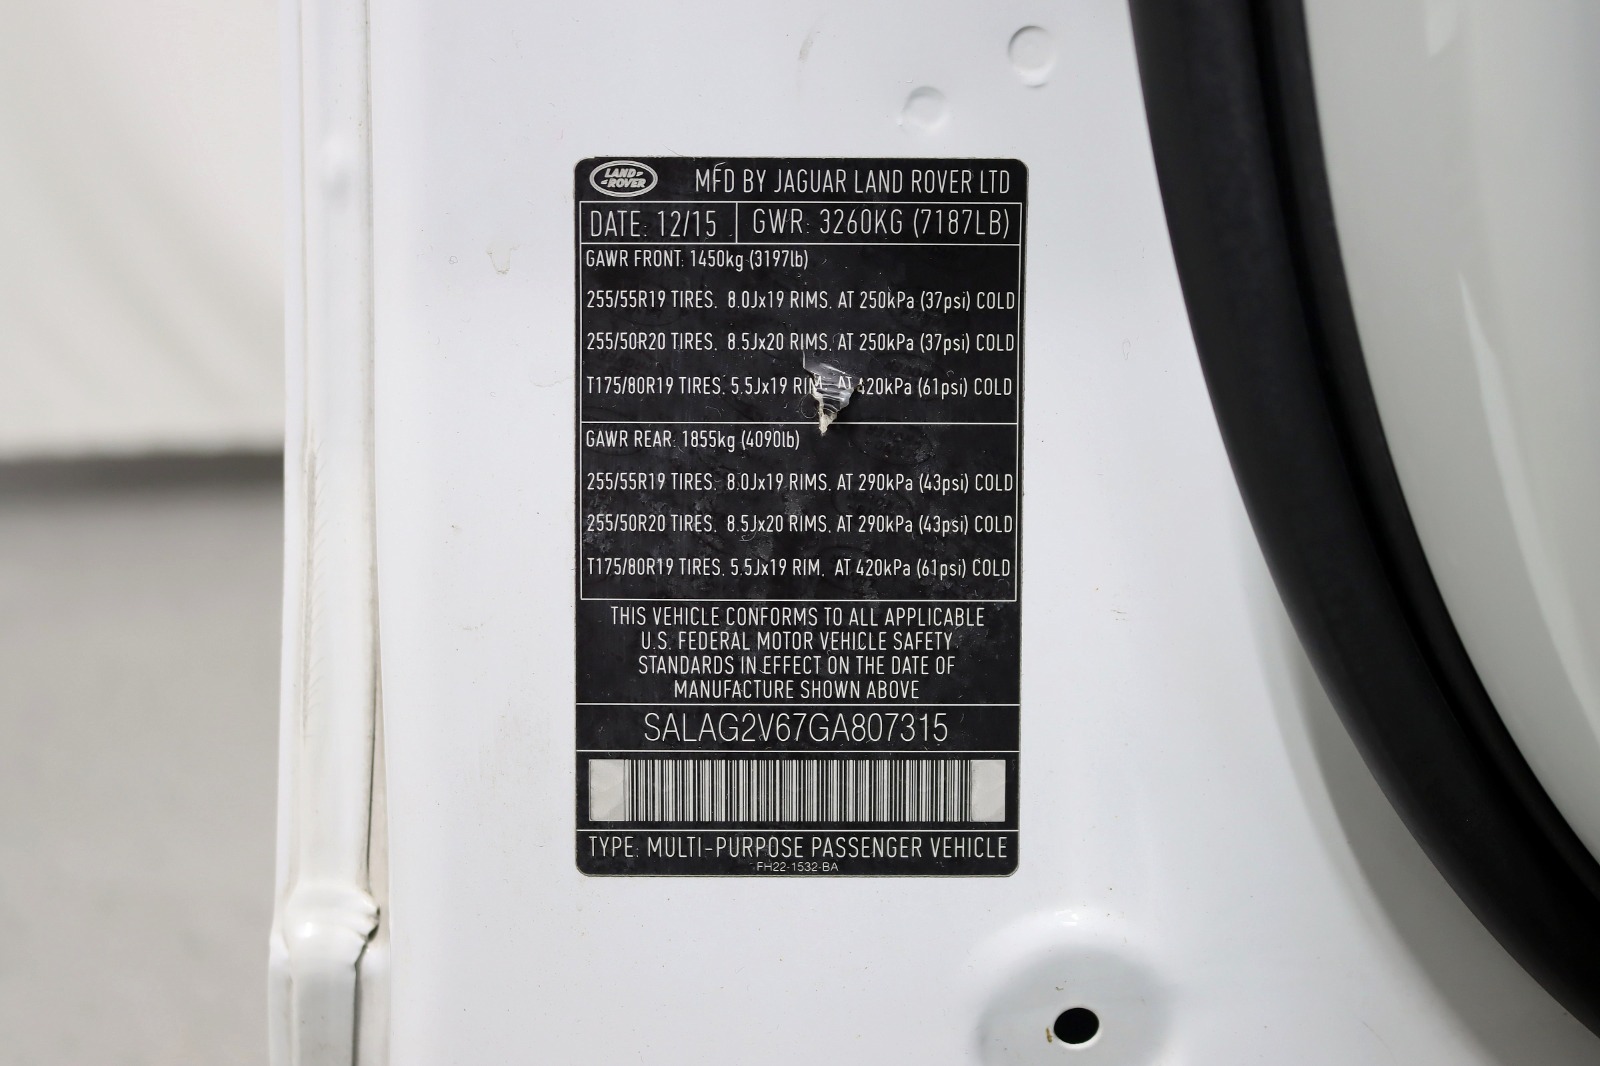 LAND
ROVER
MFD BY JAGUAR LAND ROVER LTD
DATE: 12/15 GWR: 3260KG (7187LB)
GAWR FRONT: 1450kg (3197lb)
255/55R19 TIRES. 8.0Jx19 RIMS. AT 250kPa (37psi) COLD
255/50R20 TIRES. 8.5Jx20 RIMS. AT 250kPa (37psi) COLD
T175/80R19 TIRES. 5.5Jx19 RIM. AT 420kPa (61psi) COLD
GAWR REAR: 1855kg (4090lb)
255/55R19 TIRES. 8.0Jx19 RIMS. AT 290kPa (43psi) COLD
255/50R20 TIRES. 8.5Jx20 RIMS. AT 290kPa (43psi) COLD
T175/80R19 TIRES. 5.5Jx19 RIM. AT 420kPa (61psi) COLD
THIS VEHICLE CONFORMS TO ALL APPLICABLE
U.S. FEDERAL MOTOR VEHICLE SAFETY
STANDARDS IN EFFECT ON THE DATE OF
MANUFACTURE SHOWN ABOVE
SALAG2V67GA807315
TYPE: MULTI-PURPOSE PASSENGER VEHICLE
FH22-1532-BA